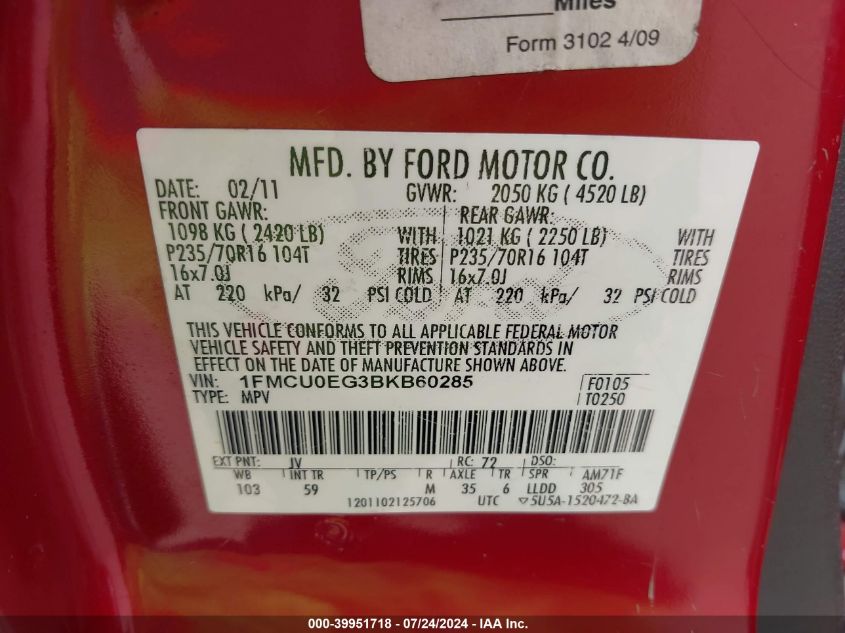 Miles
Form 3102 4/09
MFD. BY FORD MOTOR CO.
DATE: 02/11 GVWR: 2050 KG ( 4520 LB)
FRONT GAWR: REAR GAWR:
1098 KG ( 2420 LB) WITH 1021 KG ( 2250 LB) WITH
P235/70R16 104T TIRES P235/70R16 104T TIRES
16x7.0J RIMS 16x7.0J RIMS
AT 220 kPa/ 32 PSI COLD AT 220 kPa/ 32 PSI COLD
THIS VEHICLE CONFORMS TO ALL APPLICABLE FEDERAL MOTOR
VEHICLE SAFETY AND THEFT PREVENTION STANDARDS IN
EFFECT ON THE DATE OF MANUFACTURE SHOWN ABOVE.
VIN: 1FMCU0EG3BKB60285 F0105
TYPE: MPV T0250
EXT PNT: JV RC: 72 DSO:
WB INT TR TP/PS R AXLE TR SPR AM71F
103 59 M 35 6 LLDD 305
1201102125706 UTC ▽5U5A-1520472-BA
000-39951718 - 07/24/2024 - IAAI.com